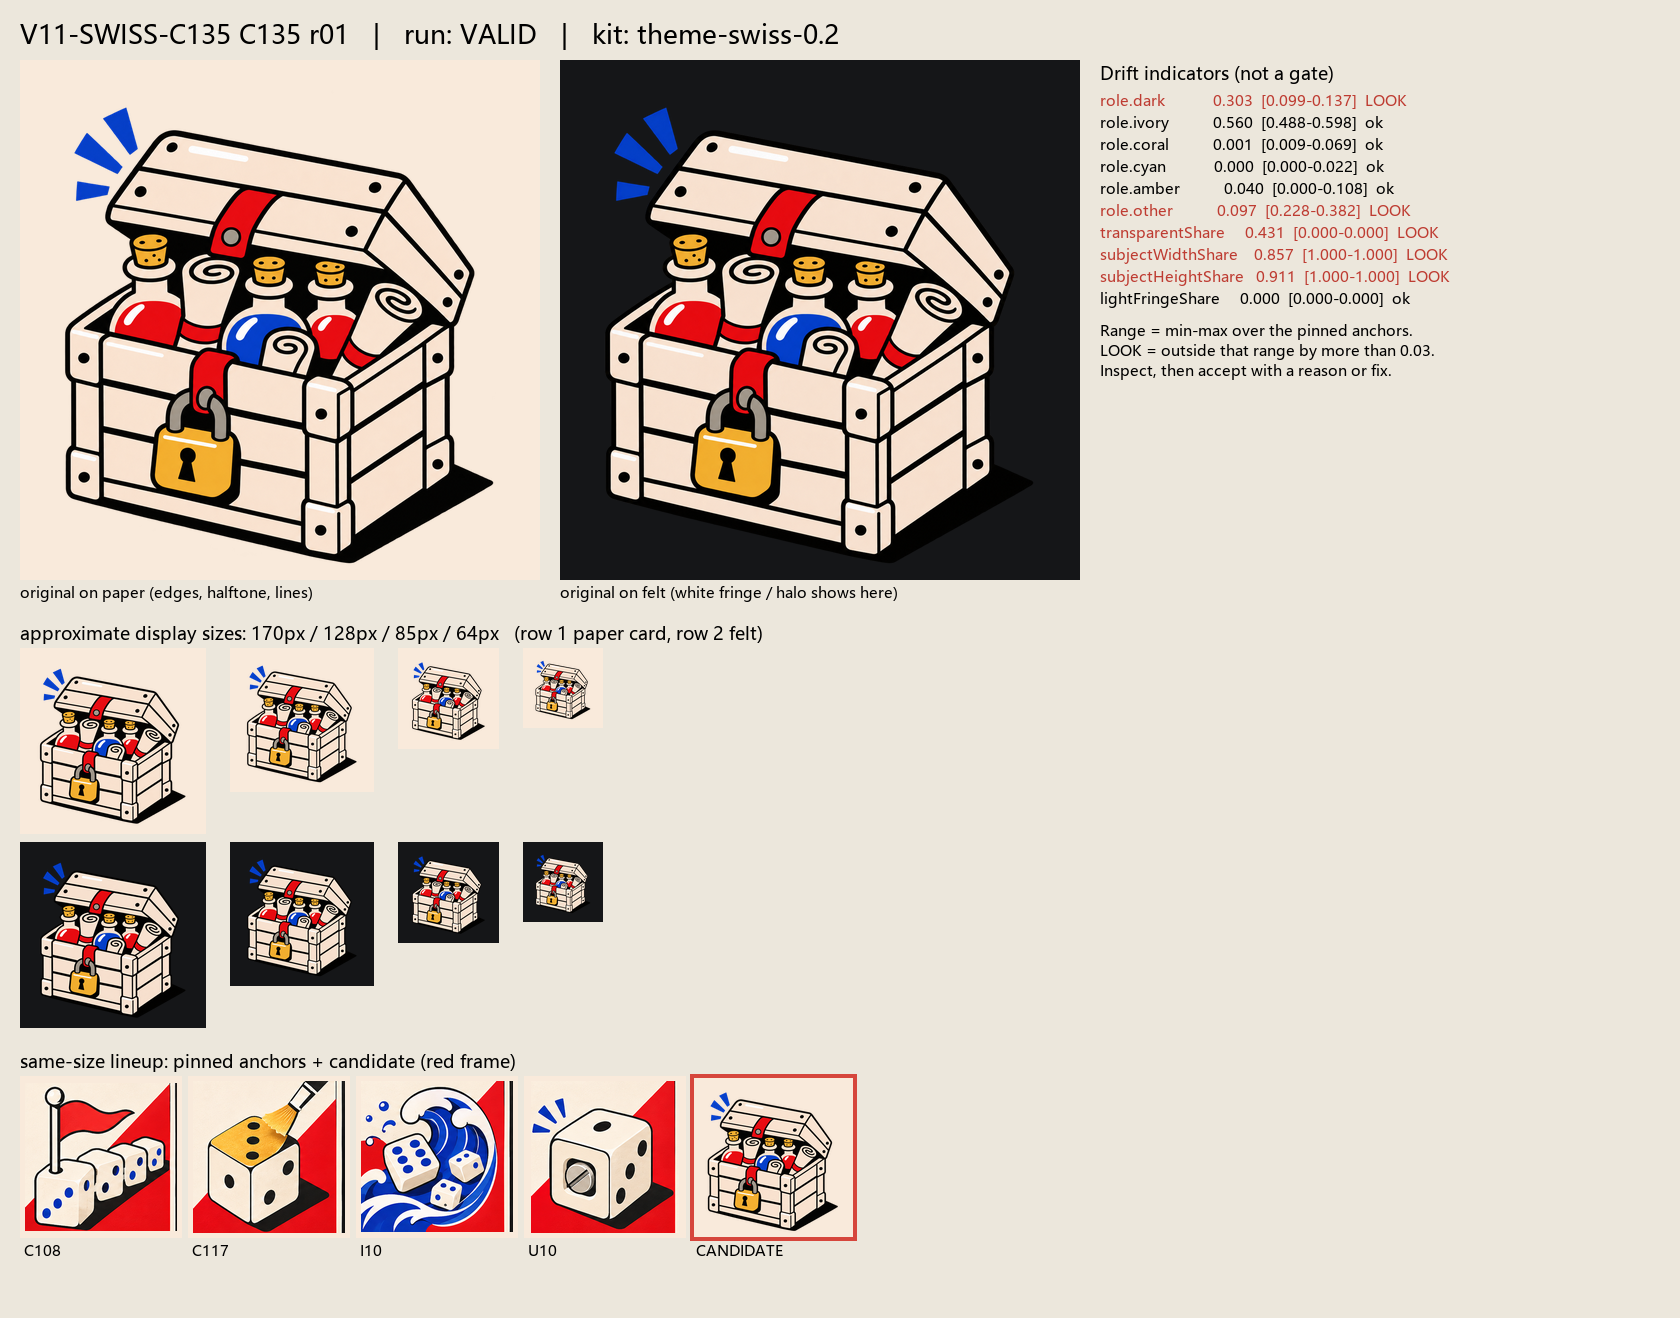 V11-SWISS-C135 C135 r01 | run: VALID | kit: theme-swiss-0.2
Drift indicators (not a gate)
role.dark 0.303 [0.099-0.137] LOOK
role.ivory 0.560 [0.488-0.598] ok
role.coral 0.001 [0.009-0.069] ok
role.cyan 0.000 [0.000-0.022] ok
role.amber 0.040 [0.000-0.108] ok
role.other 0.097 [0.228-0.382] LOOK
transparentShare 0.431 [0.000-0.000] LOOK
subjectWidthShare 0.857 [1.000-1.000] LOOK
subjectHeightShare 0.911 [1.000-1.000] LOOK
lightFringeShare 0.000 [0.000-0.000] ok
Range = min-max over the pinned anchors.
LOOK = outside that range by more than 0.03.
Inspect, then accept with a reason or fix.
original on paper (edges, halftone, lines)
original on felt (white fringe / halo shows here)
approximate display sizes: 170px / 128px / 85px / 64px (row 1 paper card, row 2 felt)
same-size lineup: pinned anchors + candidate (red frame)
C108
C117
I10
U10
CANDIDATE